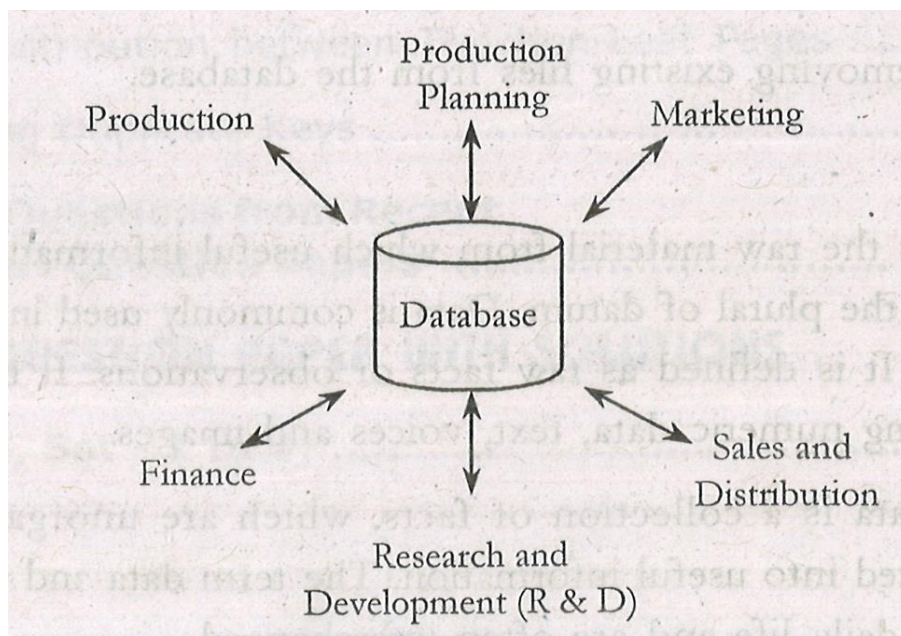 Production
Planning
Production
Marketing
Database
Finance
Sales and
Distribution
Research and
Development (R & D)